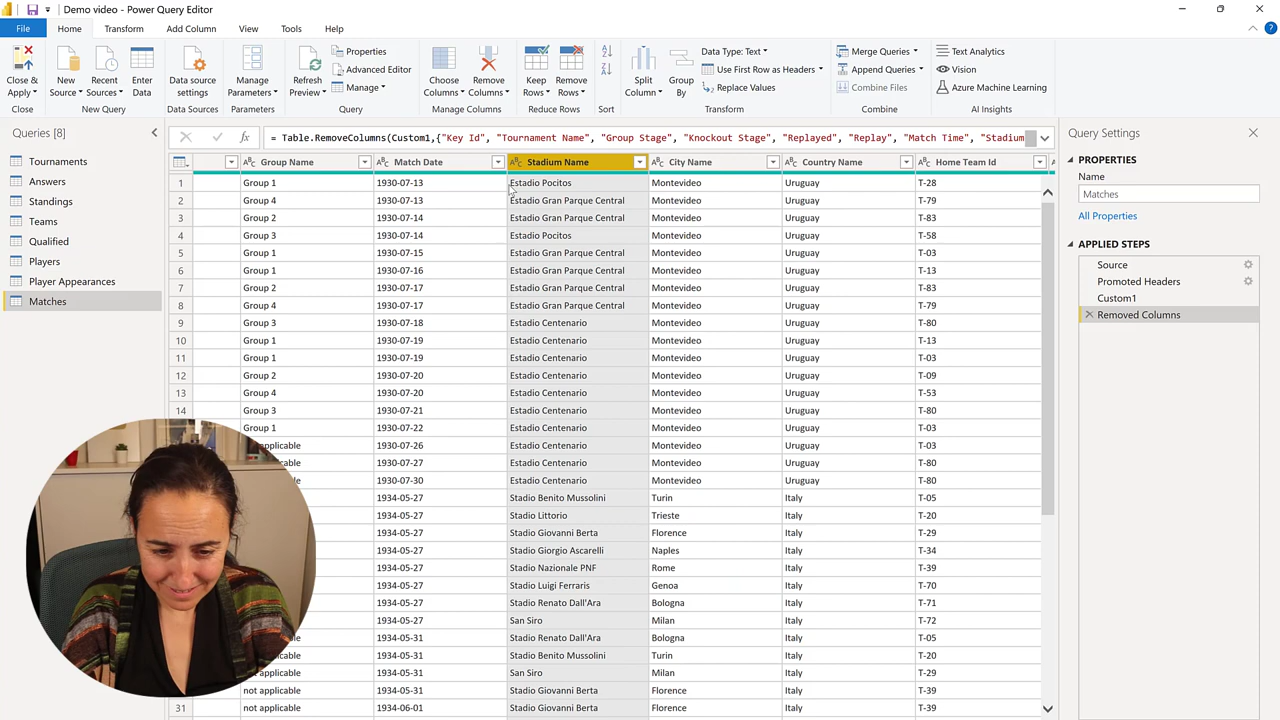 Demo video - Power Query Editor
File Home Transform Add Column View Tools Help
Close & Apply
New Source
Recent Sources
Enter Data
Data source settings
Manage Parameters
Refresh Preview
Properties
Advanced Editor
Manage
Choose Columns
Remove Columns
Keep Rows
Remove Rows
Split Column
Group By
Data Type: Text
Use First Row as Headers
Replace Values
Merge Queries
Append Queries
Combine Files
Text Analytics
Vision
Azure Machine Learning
Close New Query Data Sources Parameters Query Manage Columns Reduce Rows Sort Transform Combine AI Insights
Queries [8]
Tournaments
Answers
Standings
Teams
Qualified
Players
Player Appearances
Matches
= Table.RemoveColumns(Custom1,{"Key Id", "Tournament Name", "Group Stage", "Knockout Stage", "Replayed", "Replay", "Match Time", "Stadium
Group Name Match Date Stadium Name City Name Country Name Home Team Id
1 Group 1 1930-07-13 Estadio Pocitos Montevideo Uruguay T-28
2 Group 4 1930-07-13 Estadio Gran Parque Central Montevideo Uruguay T-79
3 Group 2 1930-07-14 Estadio Gran Parque Central Montevideo Uruguay T-83
4 Group 3 1930-07-14 Estadio Pocitos Montevideo Uruguay T-58
5 Group 1 1930-07-15 Estadio Gran Parque Central Montevideo Uruguay T-03
6 Group 1 1930-07-16 Estadio Gran Parque Central Montevideo Uruguay T-13
7 Group 2 1930-07-17 Estadio Gran Parque Central Montevideo Uruguay T-83
8 Group 4 1930-07-17 Estadio Gran Parque Central Montevideo Uruguay T-79
9 Group 3 1930-07-18 Estadio Centenario Montevideo Uruguay T-80
10 Group 1 1930-07-19 Estadio Centenario Montevideo Uruguay T-13
11 Group 1 1930-07-19 Estadio Centenario Montevideo Uruguay T-03
12 Group 2 1930-07-20 Estadio Centenario Montevideo Uruguay T-09
13 Group 4 1930-07-20 Estadio Centenario Montevideo Uruguay T-53
14 Group 3 1930-07-21 Estadio Centenario Montevideo Uruguay T-80
Group 1 1930-07-22 Estadio Centenario Montevideo Uruguay T-03
applicable 1930-07-26 Estadio Centenario Montevideo Uruguay T-03
applicable 1930-07-27 Estadio Centenario Montevideo Uruguay T-80
1930-07-30 Estadio Centenario Montevideo Uruguay T-80
1934-05-27 Stadio Benito Mussolini Turin Italy T-05
1934-05-27 Stadio Littorio Trieste Italy T-20
1934-05-27 Stadio Giovanni Berta Florence Italy T-29
1934-05-27 Stadio Giorgio Ascarelli Naples Italy T-34
1934-05-27 Stadio Nazionale PNF Rome Italy T-39
1934-05-27 Stadio Luigi Ferraris Genoa Italy T-70
1934-05-27 Stadio Renato Dall'Ara Bologna Italy T-71
1934-05-27 San Siro Milan Italy T-72
1934-05-31 Stadio Renato Dall'Ara Bologna Italy T-05
applicable 1934-05-31 Stadio Benito Mussolini Turin Italy T-20
applicable 1934-05-31 San Siro Milan Italy T-29
not applicable 1934-05-31 Stadio Giovanni Berta Florence Italy T-39
31 not applicable 1934-06-01 Stadio Giovanni Berta Florence Italy T-39
Query Settings
PROPERTIES
Name
Matches
All Properties
APPLIED STEPS
Source
Promoted Headers
Custom1
Removed Columns